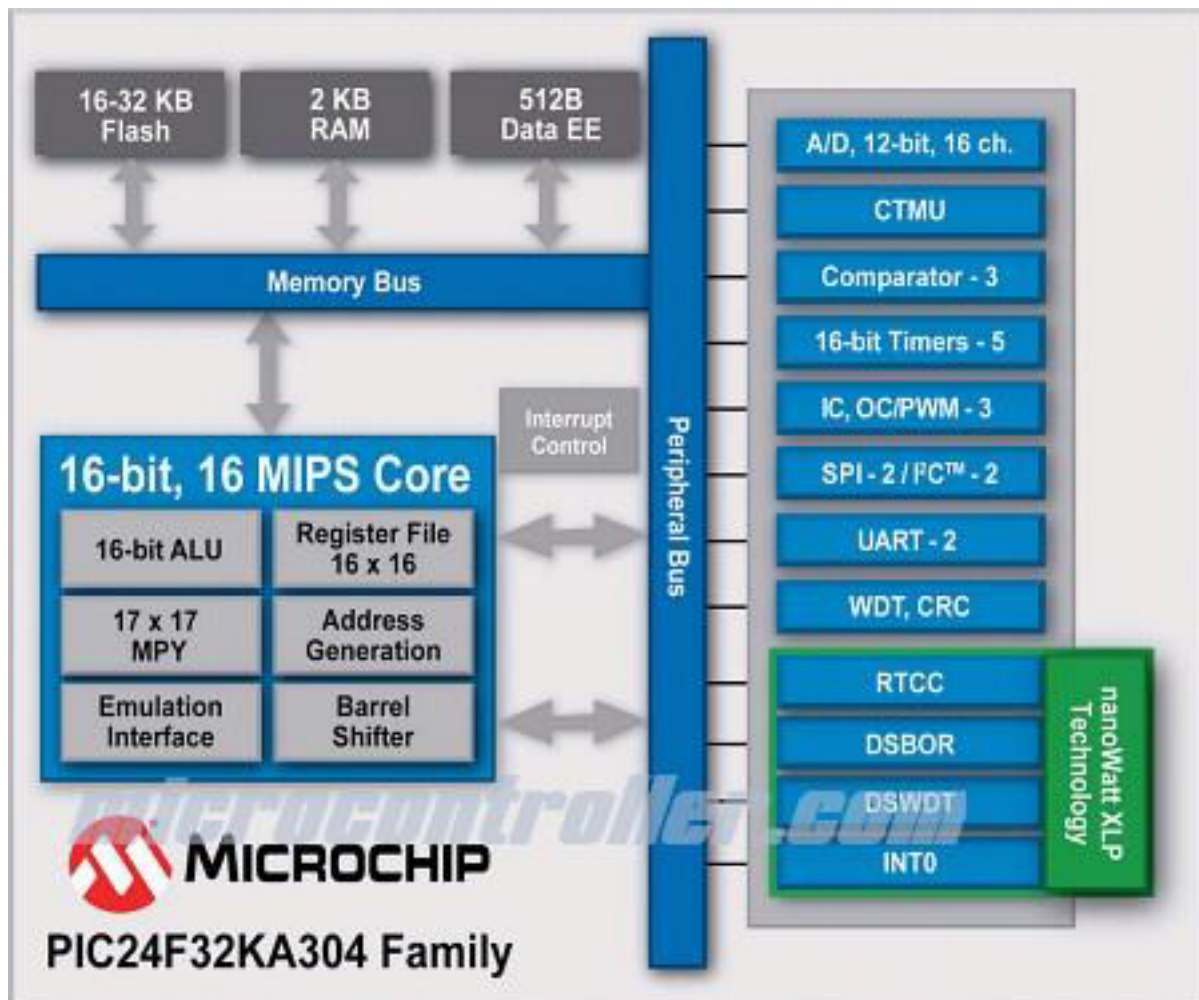 16-32 KB
Flash
2 KB
RAM
512B
Data EE
Memory Bus
16-bit, 16 MIPS Core
16-bit ALU
Register File
16 x 16
17 x 17
MPY
Address
Generation
Emulation
Interface
Barrel
Shifter
Interrupt
Control
Peripheral Bus
A/D, 12-bit, 16 ch.
CTMU
Comparator - 3
16-bit Timers - 5
IC, OC/PWM - 3
SPI - 2 / I²C™ - 2
UART - 2
WDT, CRC
RTCC
DSBOR
DSWDT
INT0
nanoWatt XLP
Technology
microcontroller.com
MICROCHIP
PIC24F32KA304 Family